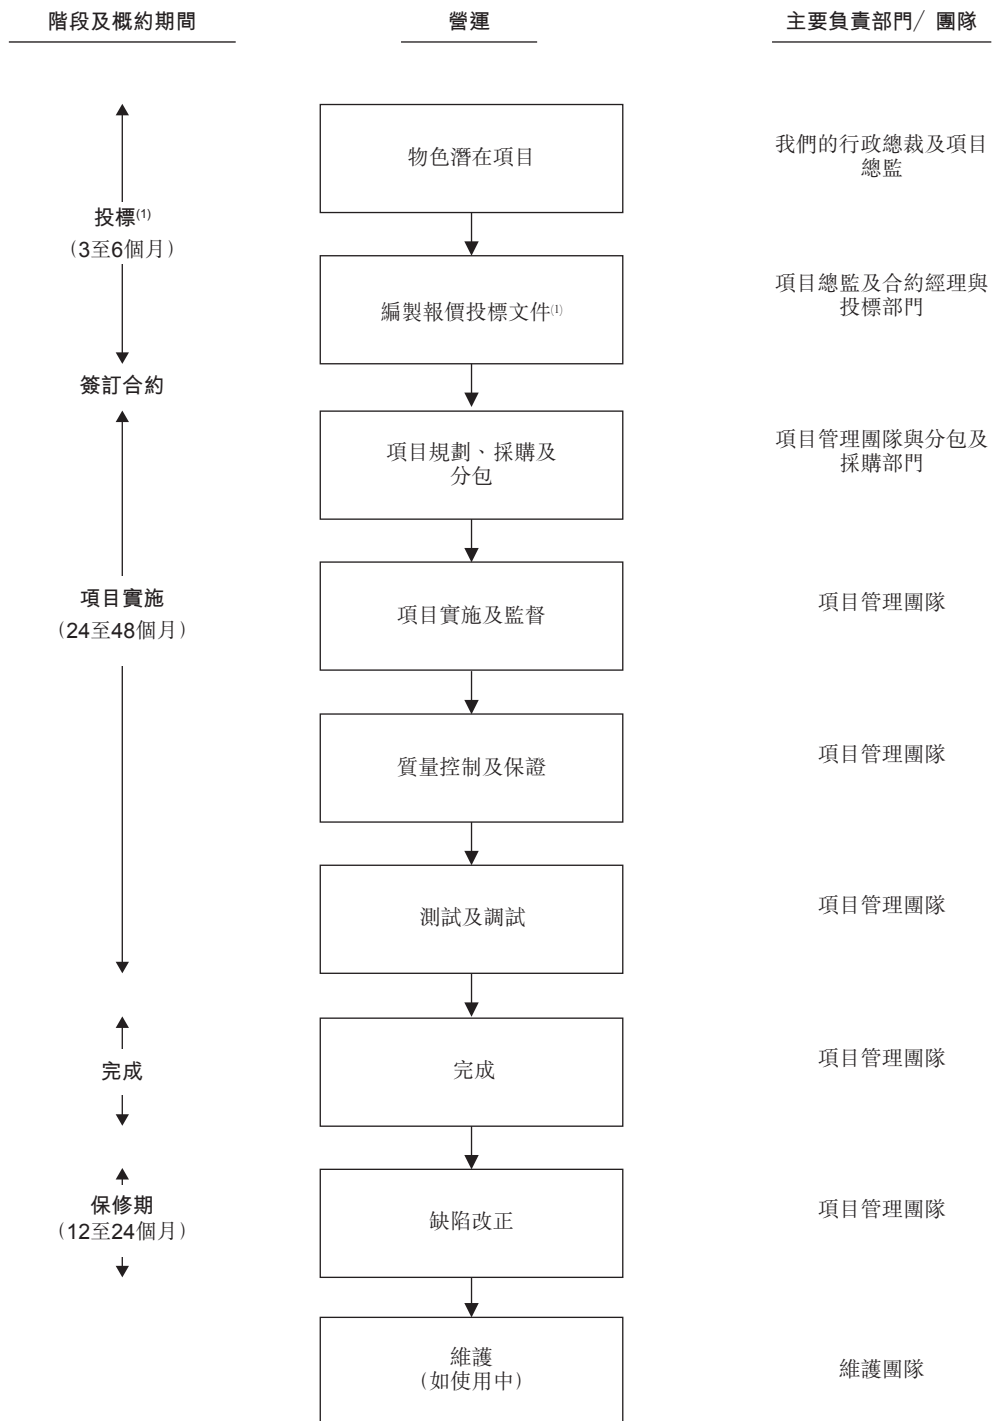 階段及概約期間
營運
主要負責部門/ 團隊
物色潛在項目
我們的行政總裁及項目
總監
投標(1)
(3至6個月)
編製報價投標文件(1)
項目總監及合約經理與
投標部門
簽訂合約
項目規劃、採購及
分包
項目管理團隊與分包及
採購部門
項目實施
(24至48個月)
項目實施及監督
項目管理團隊
質量控制及保證
項目管理團隊
測試及調試
項目管理團隊
完成
完成
項目管理團隊
保修期
(12至24個月)
缺陷改正
項目管理團隊
維護
(如使用中)
維護團隊